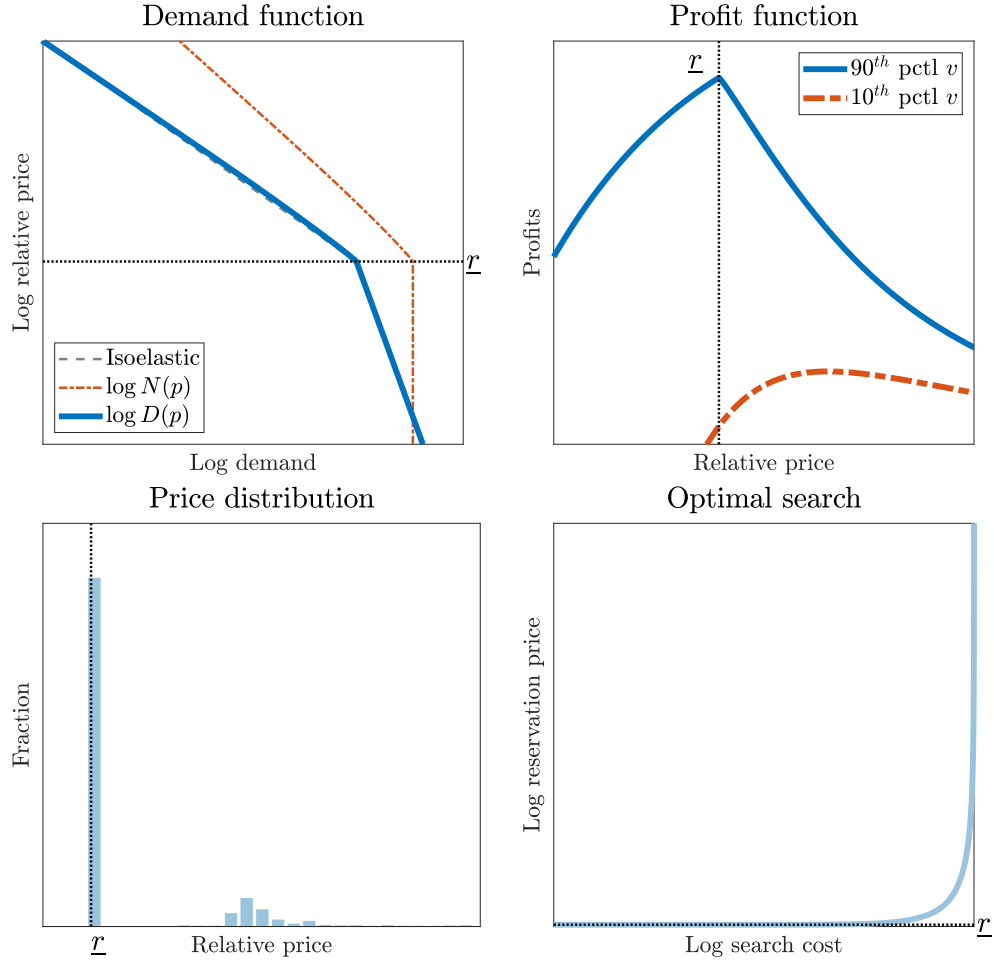 Demand function
Log relative price
r
Isoelastic
log N(p)
log D(p)
Log demand
Profit function
r
90th pctl v
10th pctl v
Profits
Relative price
Price distribution
Fraction
r
Relative price
Optimal search
Log reservation price
r
Log search cost